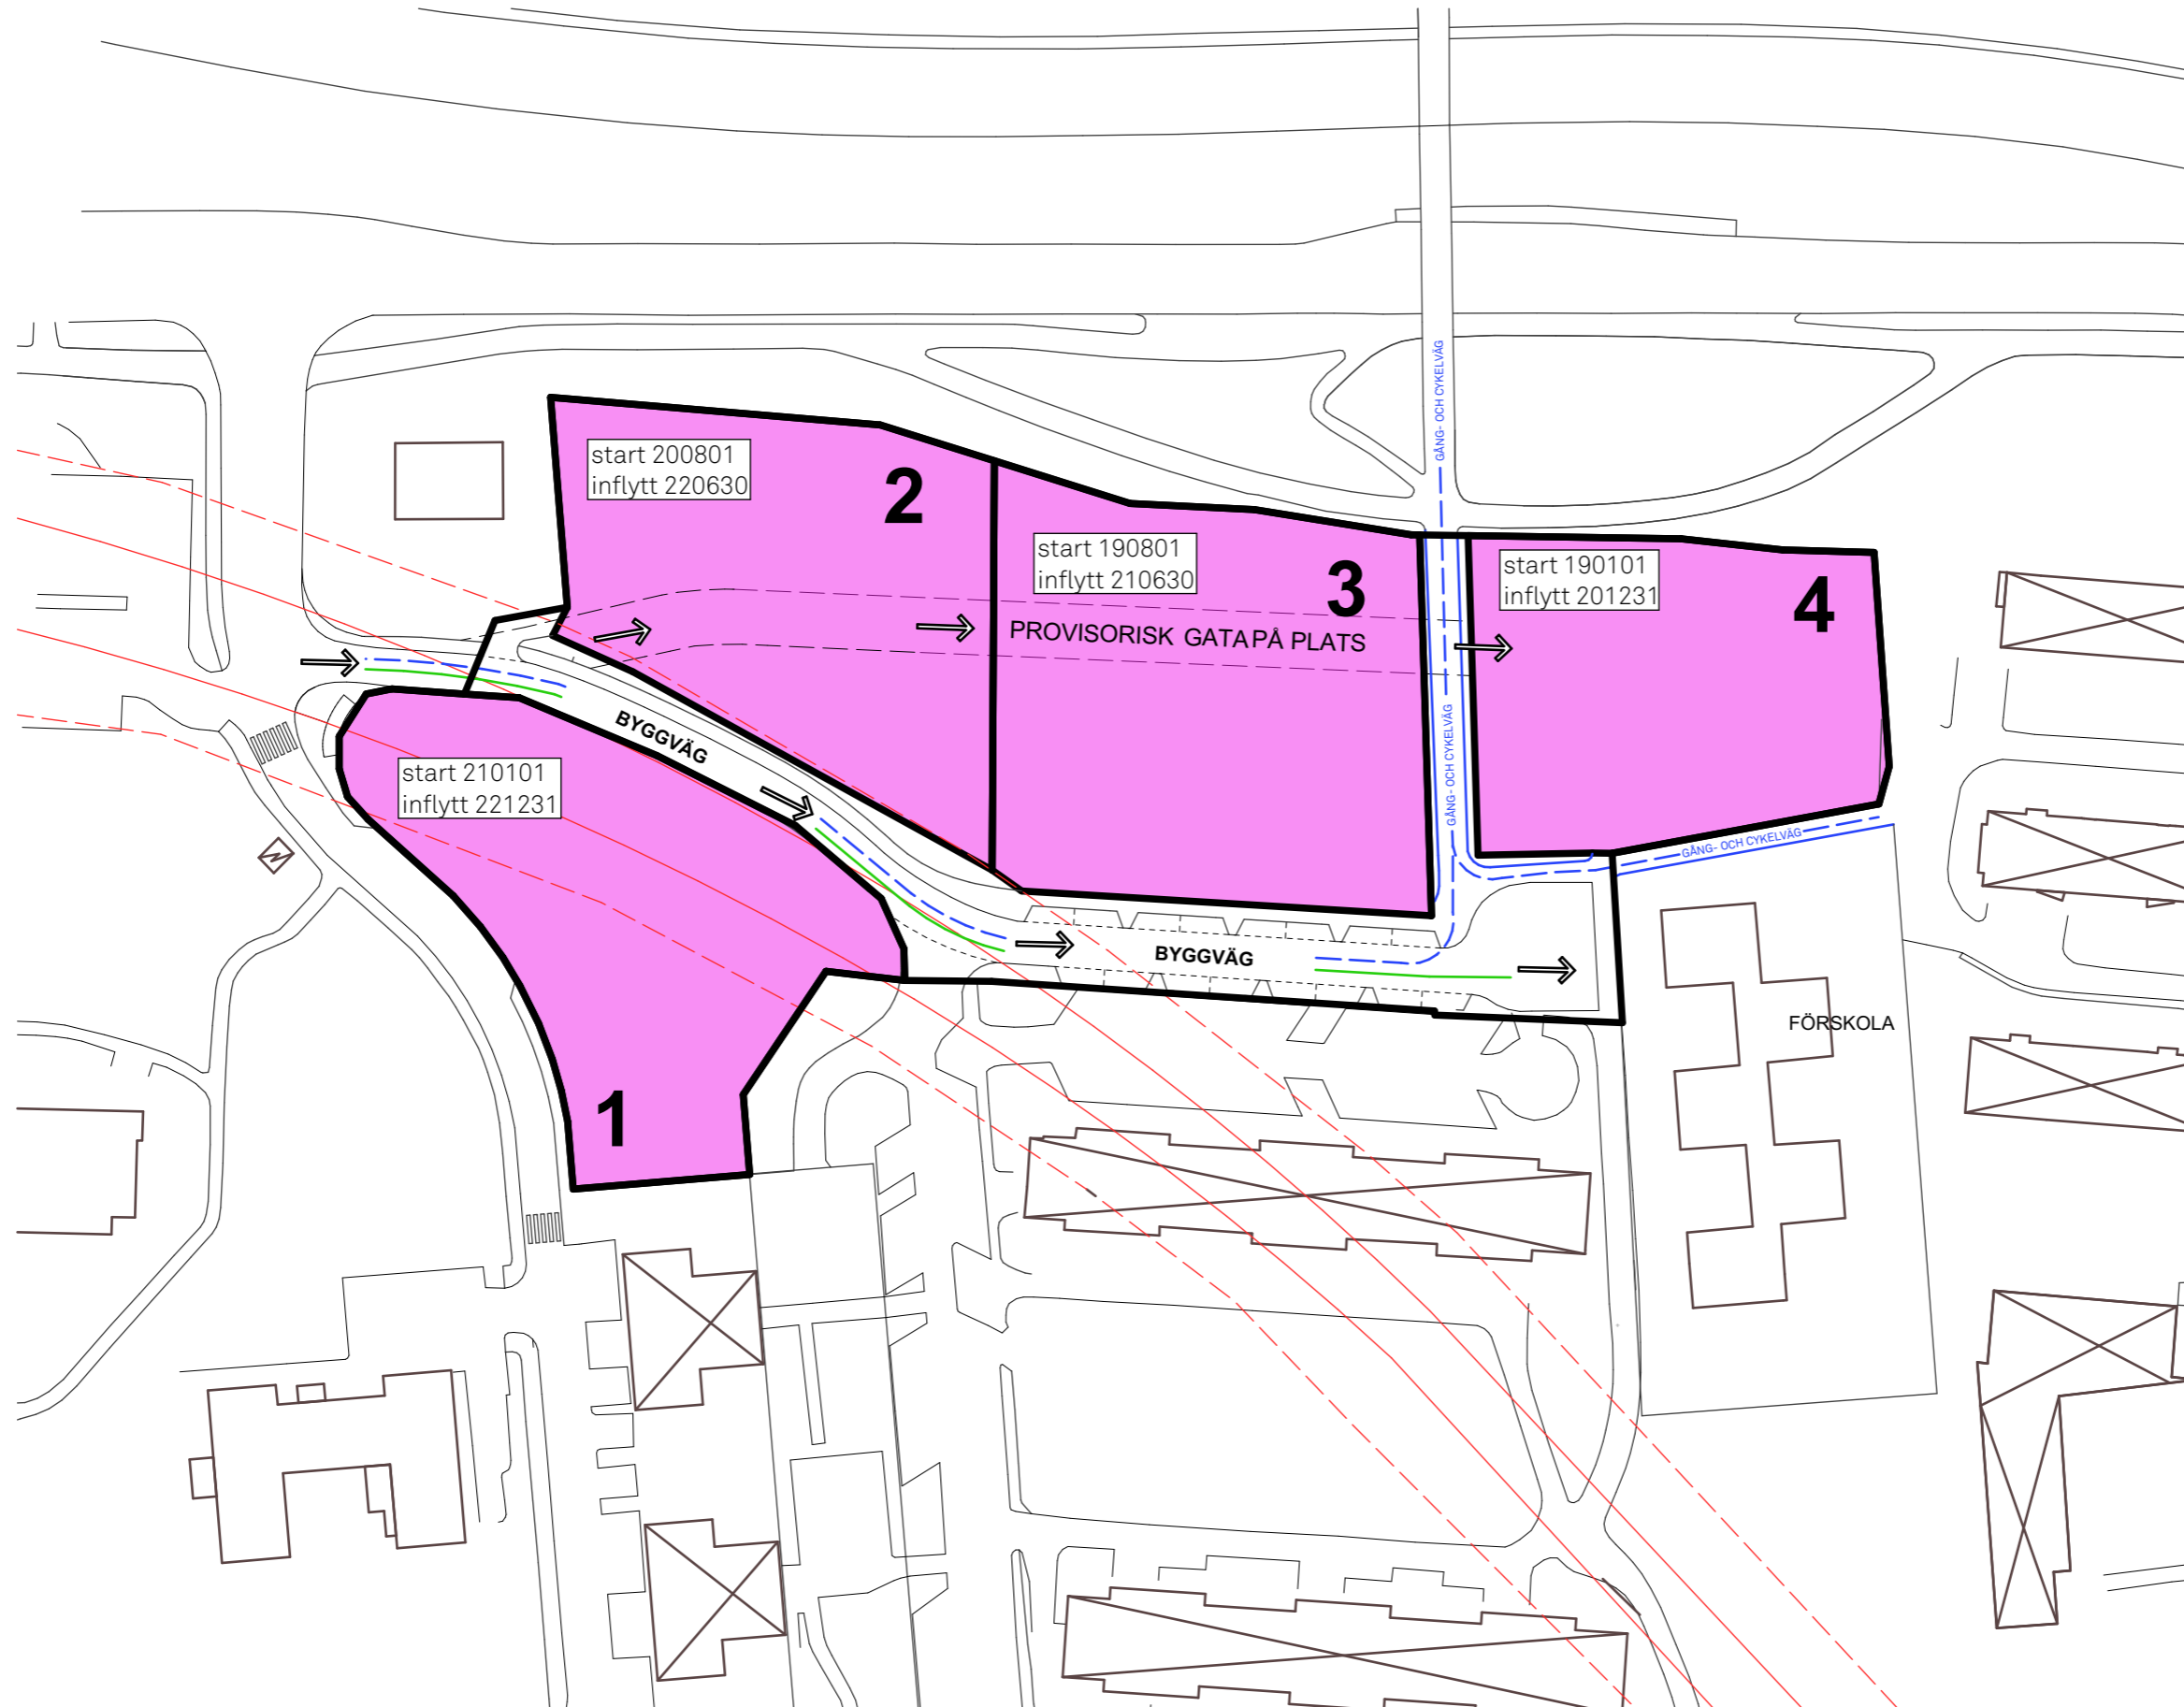 GÅNG- OCH CYKELVÄG
start 200801
inflytt 220630
2
start 190801
inflytt 210630
3
start 190101
inflytt 201231
4
PROVISORISK GATA PÅ PLATS
BYGGVÄG
GÅNG- OCH CYKELVÄG
start 210101
inflytt 221231
GÅNG- OCH CYKELVÄG
BYGGVÄG
FÖRSKOLA
1